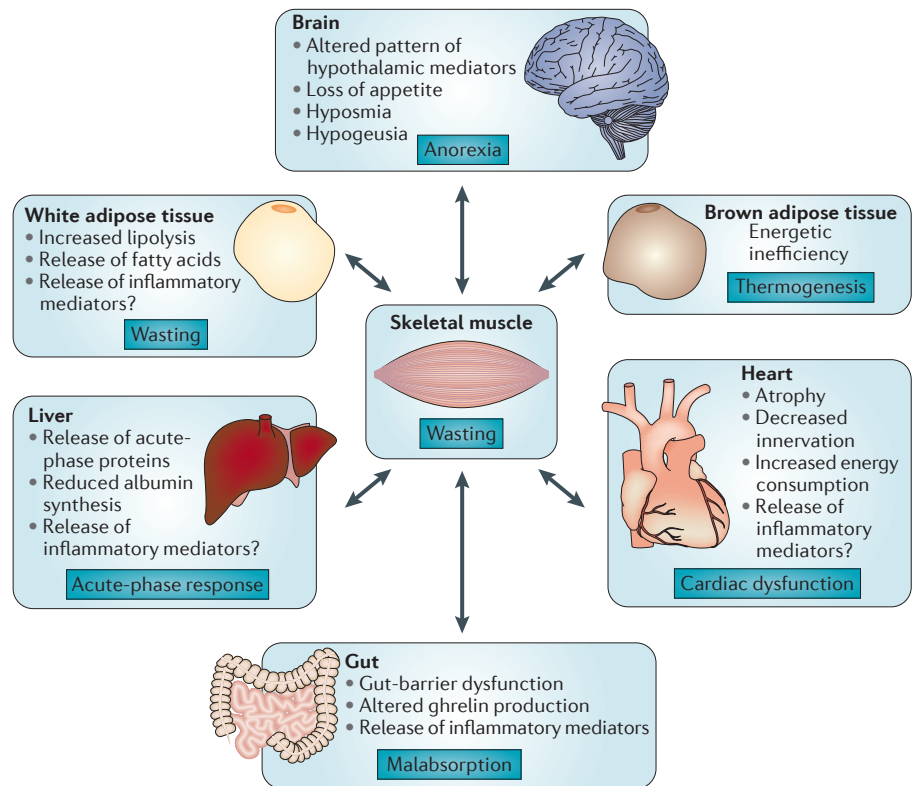 Brain
• Altered pattern of
hypothalamic mediators
• Loss of appetite
• Hyposmia
• Hypogeusia
Anorexia
White adipose tissue
• Increased lipolysis
• Release of fatty acids
• Release of inflammatory
mediators?
Wasting
Brown adipose tissue
Energetic
inefficiency
Thermogenesis
Skeletal muscle
Wasting
Liver
• Release of acute-
phase proteins
• Reduced albumin
synthesis
• Release of
inflammatory mediators?
Acute-phase response
Heart
• Atrophy
• Decreased
innervation
• Increased energy
consumption
• Release of
inflammatory
mediators?
Cardiac dysfunction
Gut
• Gut-barrier dysfunction
• Altered ghrelin production
• Release of inflammatory mediators
Malabsorption